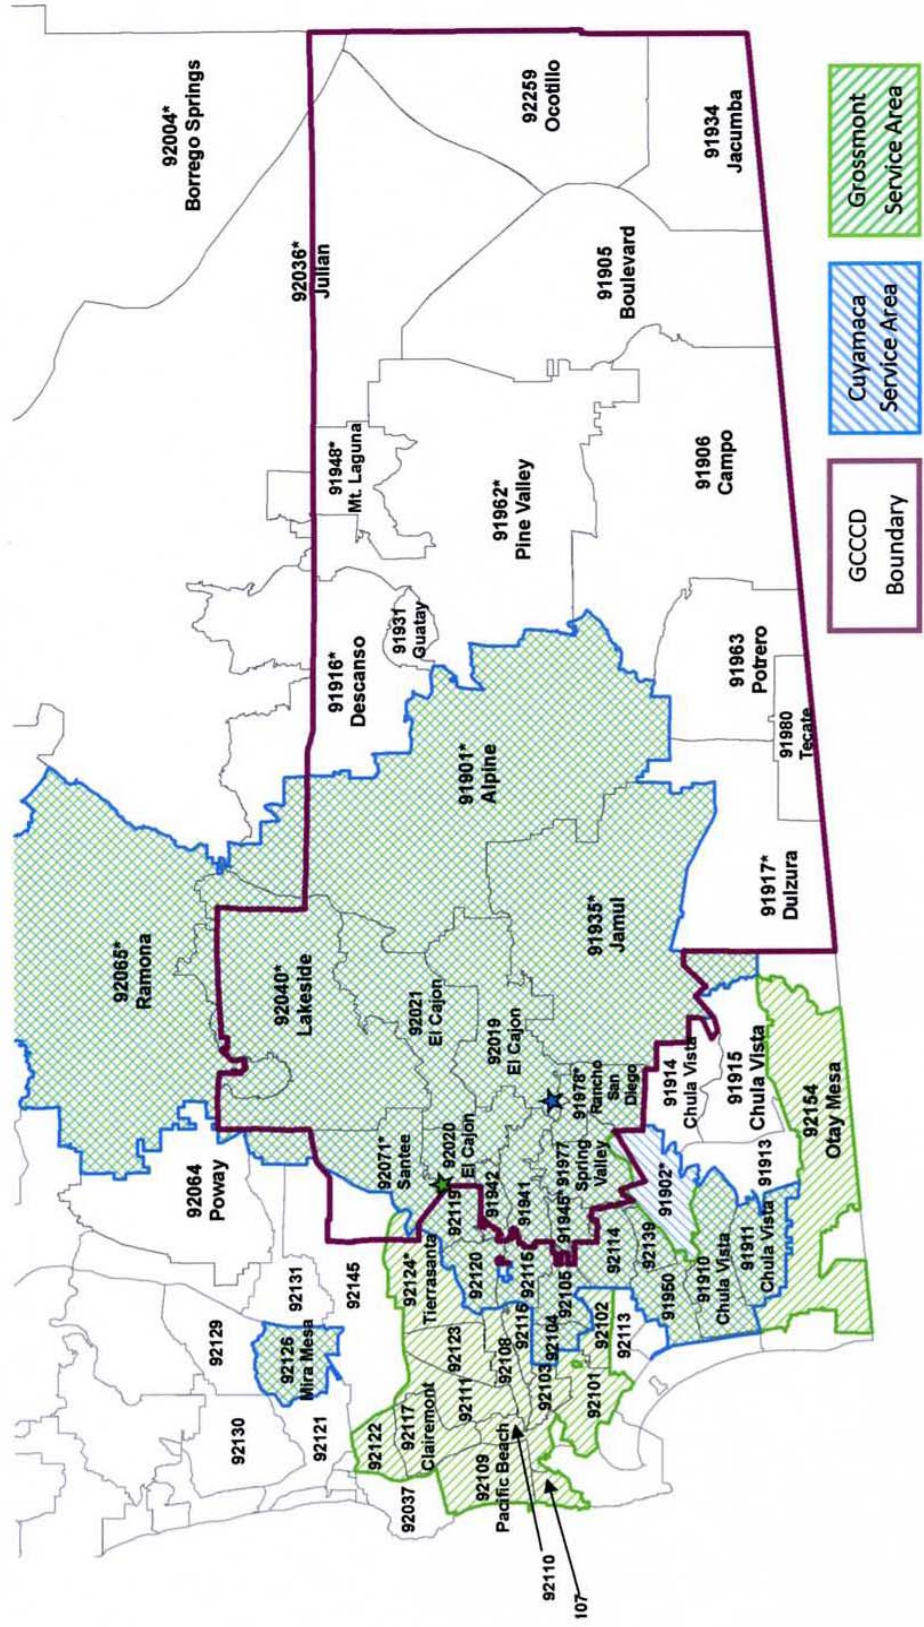 92004*
Borrego Springs
92036*
Julian
92259
Ocotillo
91934
Jacumba
91905
Boulevard
91948*
Mt. Laguna
91962*
Pine Valley
91906
Campo
91916*
Descanso
91931
Guatay
91963
Potrero
91980
Tecate
91901*
Alpine
91917*
Dulzura
91935*
Jamul
92065*
Ramona
92040*
Lakeside
92021
El Cajon
92019
El Cajon
92020
El Cajon
91978*
Rancho
San
Diego
91977
Spring
Valley
92071*
Santee
91914
Chula Vista
91915
Chula Vista
92154
Otay Mesa
91913
91902*
91911
Chula Vista
91910
Chula Vista
91950
92139
92114
91945*
91941
91942
92119
92120
92115
92105
92116
92104
92102
92113
92101
92103
92108
92123
92124*
Tierrasanta
92111
92117
Clairemont
92122
92109
Pacific Beach
92037
92110
107
92064
Poway
92131
92145
92129
92126
Mira Mesa
92130
92121
GCCCD
Boundary
Cuyamaca
Service Area
Grossmont
Service Area